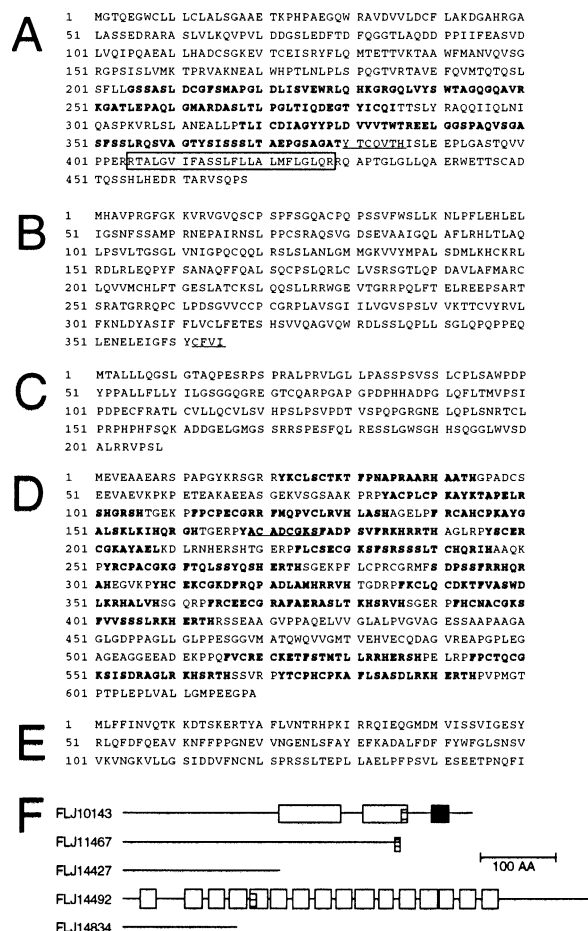 A
1 MGTQEGWCLL LCLALSGAAE TKPHPAEGQW RAVDVVLDCF LAKDGAHRGA
51 LASSEDRARA SLVLKQVPVL DDGSLEDFTD FQGGTLAQDD PPIIFEASVD
101 LVQIPQAEAL LHADCSGKEV TCEISRYFLQ MTETTVKTAA WFMANVQVSG
151 RGPSISLVMK TPRVAKNEAL WHPTLNLPLS PQGTVRTAVE FQVMTQTQSL
201 SFLLGSSASL DCGFSMAPGL DLISVEWRLQ HKGRGQLVYS WTAGQGQAVR
251 KGATLEPAQL GMARDASLTL PGLTIQDEGT YICQITTSLY RAQQIIQLNI
301 QASPKVRLSL ANEALLPTLI CDIAGYYPLD VVVTWTREEL GGSPAQVSGA
351 SFSSLRQSVA GTYSISSSLT AEPGSAGATY TCQVTHISLE EPLGASTQVV
401 PPERRTALGV IFASSLFLLA LMFLGLQRRQ APTGLGLLQA ERWETTSCAD
451 TQSSHLHEDR TARVSQPS
B
1 MHAVPRGFGK KVRVGVQSCP SPFSGQACPQ PSSVFWSLLK NLPFLEHLEL
51 IGSNFSSAMP RNEPAIRNSL PPCSRAQSVG DSEVAAIGQL AFLRHLTLAQ
101 LPSVLTGSGL VNIGPQCQQL RSLSLANLGM MGKVVYMPAL SDMLKHCKRL
151 RDLRLEQPYF SANAQFFQAL SQCPSLQRLC LVSRSGTLQP DAVLAFMARC
201 LQVVMCHLFT GESLATCKSL QQSLLRRWGE VTGRRPQLFT ELREEPSART
251 SRATGRRQPC LPDSGVVCCP CGRPLAVSGI ILVGVSPSLV VKTTCVYRVL
301 FKNLDYASIF FLVCLFETES HSVVQAGVQW RDLSSLQPLL SGLQPQPPEQ
351 LENELEIGFS YCFVI
C
1 MTALLLQGSL GTAQPESRPS PRALPRVLGL LPASSPSVSS LCPLSAWPDP
51 YPPALLFLLY ILGSGGQREG TCQARPGAPG PDPHHADPG LQFLTMVPSI
101 PDPECFRATL CVLLQCVLSV HPSLPSVPDT VSPQPGRGNE LQPLSNRTCL
151 PRPHPHFSQK ADDGELGMGS SRRSPESFQL RESSLGWSGH HSQGGLWVSD
201 ALRRVPSL
D
1 MEVEAAEARS PAPGYKRSGR RYKCLSCTKT FPNAPRAARH AATHGPADCS
51 EEVAEVKPKP ETEAKAEEAS GEKVSGSAAK PRPYACPLCP KAYKTAPELR
101 SHGRSHTGEK PFPCPECGRR FMQPVCLRVH LASHAGELPF RCAHCPKAYG
151 ALSKLKIHQR GHTGERPYAC ADCGKSFADP SVFRKHRRTH AGLRPYSCER
201 CGKAYAELKD LRNHERSHTG ERPFLCSECG KSFSRSSSLT CHQRIHAAQK
251 PYRCPACGKG FTQLSSYQSH ERTHSGEKPF LCPRCGRMFS DPSSFRRHQR
301 AHEGVKPYHC EKCGKDFRQP ADLAMHRRVH TGDRPFKCLQ CDKTFVASWD
351 LKRHALVHSG QRPFRCEECG RAFAERASLT KHSRVHSGER PFHCNACGKS
401 FVVSSSLRKH ERTHRSSEAA GVPPAQELVV GLALPVGVAG ESSAAPAAGA
451 GLGDPPAGLL GLPPESGGVM ATQWQVVGMT VEHVECQDAG VREAPGPLEG
501 AGEAGGEEAD EKPPQFVCRE CKETFSTMTL LRRHERSHPE LRPFPCTQCG
551 KSISDRAGLR KHSRTHSSVR PYTCPHCPKA FLSASDLRKH ERTHPVPMGT
601 PTPLEPLVAL LGMPEEGPA
E
1 MLFFINVQTK KDTSKERTYA FLVNTRHPKI RRQIEQGMDM VISSVIGESY
51 RLQFDFQEAV KNFFPPGNEV VNGENLSFAY EFKADALFDF FYWFGLSNSV
101 VKVNGKVLLG SIDDVFNCNL SPRSSLTEPL LAELPFPSVL ESEETPNQFI
F
FLJ10143
FLJ11467
100 AA
FLJ14427
FLJ14492
FLJ14834